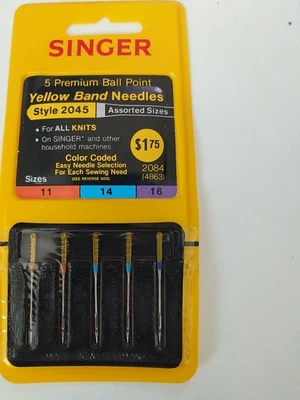 SINGER
5 Premium Ball Point
Yellow Band Needles
Style 2045 Assorted Sizes
• For ALL KNITS
• On SINGER* and other
household machines
$175
Color Coded
Easy Needle Selection
For Each Sewing Need
(SEE REVERSE SIDE)
2084
(4863)
Sizes
11 14 16